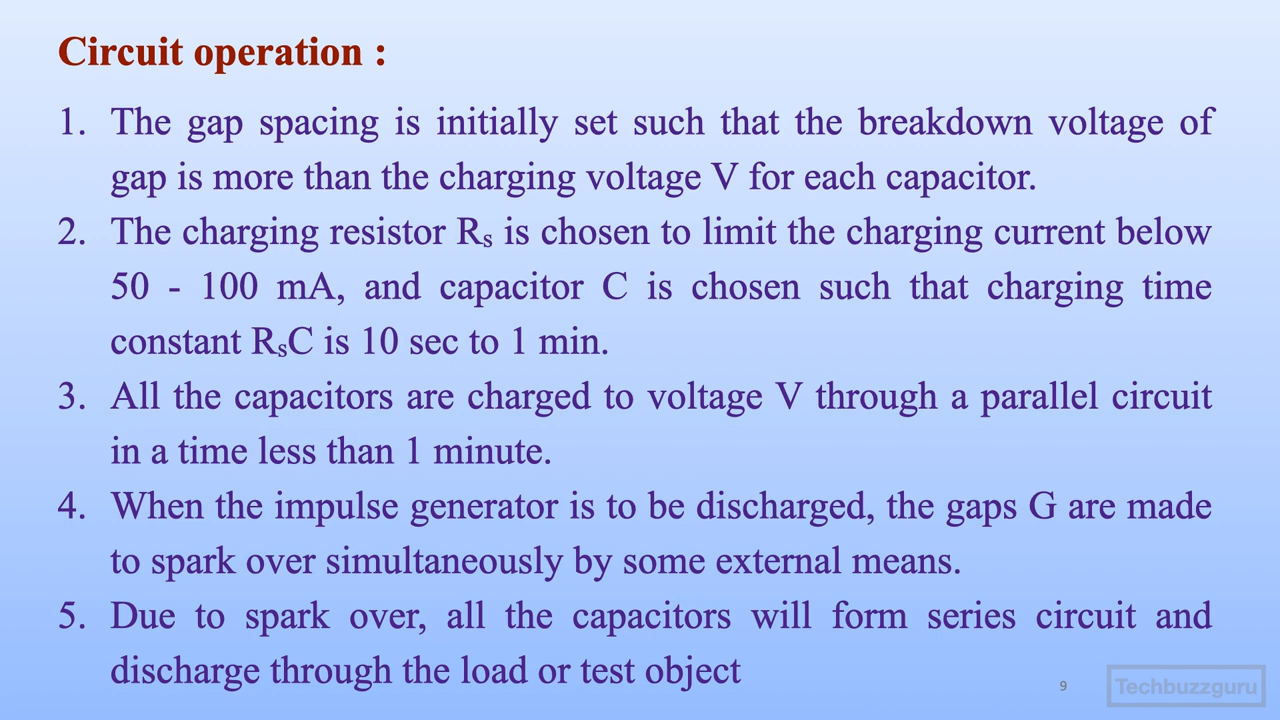 Circuit operation :
1. The gap spacing is initially set such that the breakdown voltage of
gap is more than the charging voltage V for each capacitor.
2. The charging resistor Rₛ is chosen to limit the charging current below
50 - 100 mA, and capacitor C is chosen such that charging time
constant RₛC is 10 sec to 1 min.
3. All the capacitors are charged to voltage V through a parallel circuit
in a time less than 1 minute.
4. When the impulse generator is to be discharged, the gaps G are made
to spark over simultaneously by some external means.
5. Due to spark over, all the capacitors will form series circuit and
discharge through the load or test object
9
Techbuzzguru